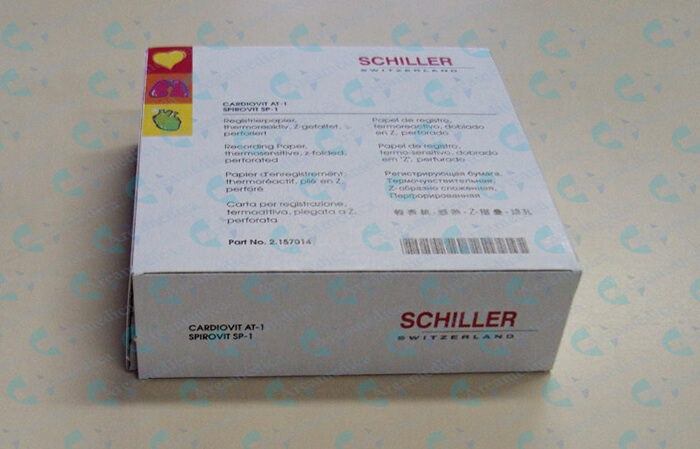 SCHILLER
SWITZERLAND
CARDIOVIT AT-1
SPIROVIT SP-1
Registrierpapier,
thermoreaktiv, Z-gefaltet,
perforiert
Recording Paper,
thermosensitive, z-folded,
perforated
Papier d'enregistrement,
thermoréactif, plié en Z,
perforé
Carta per registrazione,
termoattiva, piegata a Z,
perforata
Part No. 2.157014
Papel de registro,
termoreactivo, doblado
en Z, perforado
Papel de registro,
termo-sensitivo, dobrado
em "Z", perfurado
Регистрирующая бумага,
Термочувствительная,
Z-образно сложенная,
Перфорированная
CARDIOVIT AT-1
SPIROVIT SP-1
SCHILLER
SWITZERLAND